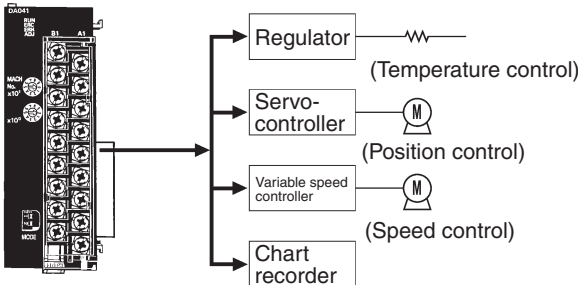 DA041
RUN
ERC
ERH
ADJ
B1 A1
MACH
No.
x10¹
x10⁰
MODE
Regulator
(Temperature control)
Servo-
controller
M
(Position control)
Variable speed
controller
M
(Speed control)
Chart
recorder